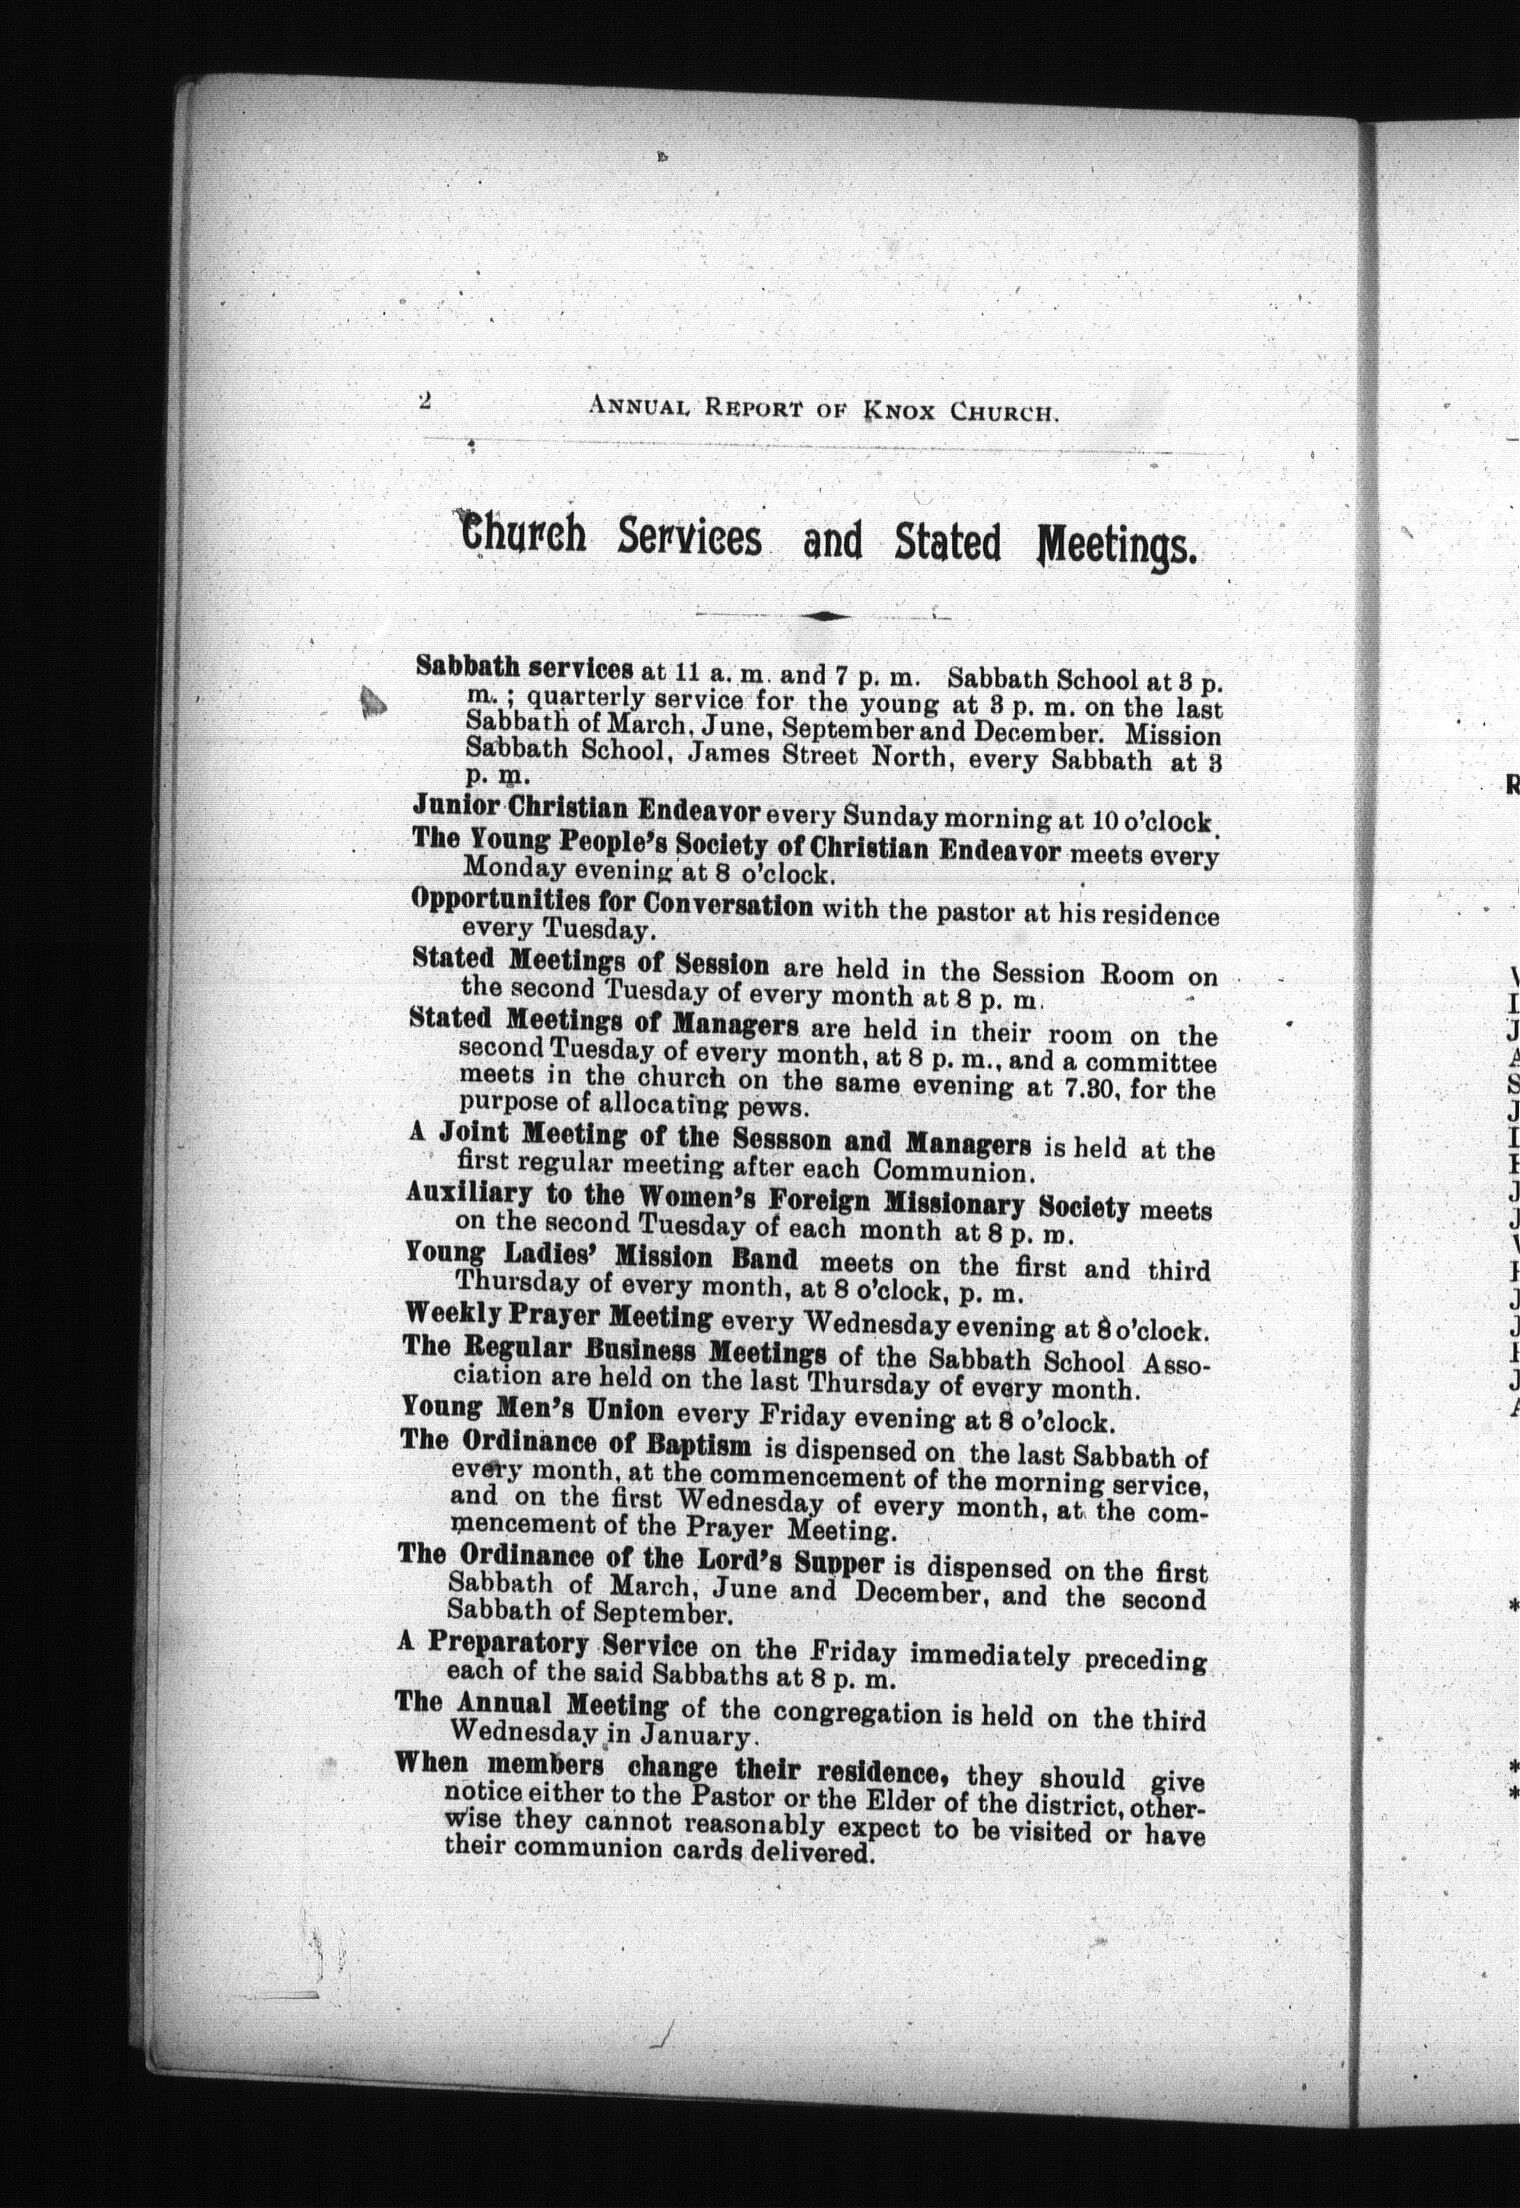 2 ANNUAL REPORT OF KNOX CHURCH.
Church Services and Stated Meetings.
Sabbath services at 11 a. m. and 7 p. m. Sabbath School at 3 p.
m. ; quarterly service for the young at 3 p. m. on the last
Sabbath of March, June, September and December. Mission
Sabbath School, James Street North, every Sabbath at 3
p. m.
Junior Christian Endeavor every Sunday morning at 10 o'clock.
The Young People's Society of Christian Endeavor meets every
Monday evening at 8 o'clock.
Opportunities for Conversation with the pastor at his residence
every Tuesday.
Stated Meetings of Session are held in the Session Room on
the second Tuesday of every month at 8 p. m.
Stated Meetings of Managers are held in their room on the
second Tuesday of every month, at 8 p. m., and a committee
meets in the church on the same evening at 7.30, for the
purpose of allocating pews.
A Joint Meeting of the Sessson and Managers is held at the
first regular meeting after each Communion.
Auxiliary to the Women's Foreign Missionary Society meets
on the second Tuesday of each month at 8 p. m.
Young Ladies' Mission Band meets on the first and third
Thursday of every month, at 8 o'clock, p. m.
Weekly Prayer Meeting every Wednesday evening at 8 o'clock.
The Regular Business Meetings of the Sabbath School Asso-
ciation are held on the last Thursday of every month.
Young Men's Union every Friday evening at 8 o'clock.
The Ordinance of Baptism is dispensed on the last Sabbath of
every month, at the commencement of the morning service,
and on the first Wednesday of every month, at the com-
mencement of the Prayer Meeting.
The Ordinance of the Lord's Supper is dispensed on the first
Sabbath of March, June and December, and the second
Sabbath of September.
A Preparatory Service on the Friday immediately preceding
each of the said Sabbaths at 8 p. m.
The Annual Meeting of the congregation is held on the third
Wednesday in January.
When members change their residence, they should give
notice either to the Pastor or the Elder of the district, other-
wise they cannot reasonably expect to be visited or have
their communion cards delivered.